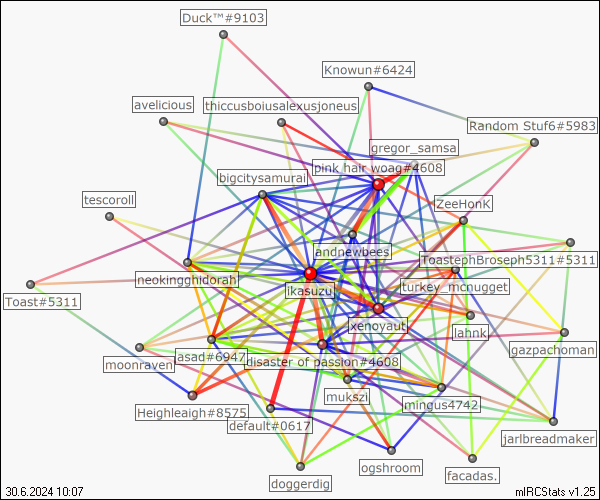 Duck™#9103
Knowun#6424
avelicious
thiccusboiusalexusjoneus
Random Stuf6#5983
gregor_samsa
pink hair woag#4608
bigcitysamurai
tescoroll
ZeeHonK
andnewbees
ToastephBroseph5311#5311
neokingghidorah
ikasuzu
turkey_mcnugget
Toast#5311
xenoyaut
lahnk
gazpachoman
asad#6947
disaster of passion#4608
moonraven
mukszi
mingus4742
Heighleaigh#8575
default#0617
jarlbreadmaker
ogshroom
facadas.
doggerdig
30.6.2024 10:07
mIRCStats v1.25